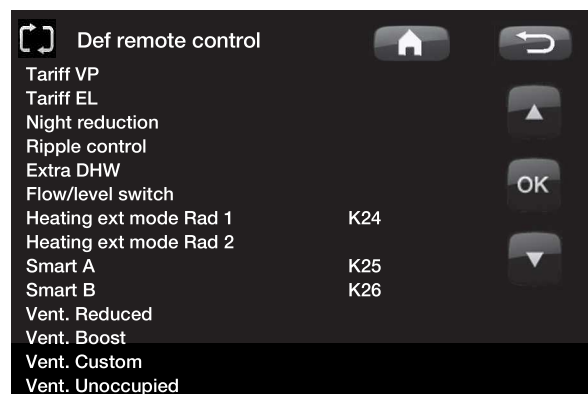 Def remote control
Tariff VP
Tariff EL
Night reduction
Ripple control
Extra DHW
Flow/level switch
OK
Heating ext mode Rad 1 K24
Heating ext mode Rad 2
Smart A K25
Smart B K26
Vent. Reduced
Vent. Boost
Vent. Custom
Vent. Unoccupied